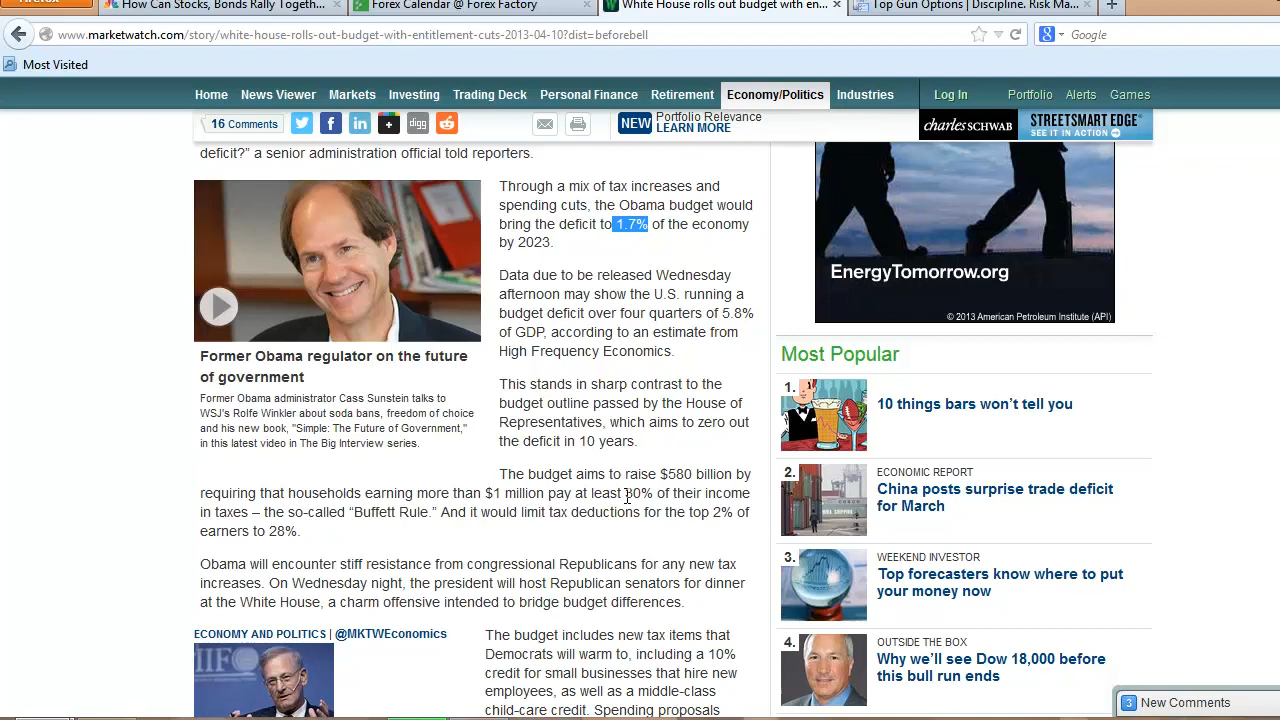 How Can Stocks, Bonds Rally Togeth...
Forex Calendar @ Forex Factory
White House rolls out budget with en...
Top Gun Options | Discipline. Risk Ma...
www.marketwatch.com/story/white-house-rolls-out-budget-with-entitlement-cuts-2013-04-10?dist=beforebell
Google
Most Visited
Home News Viewer Markets Investing Trading Deck Personal Finance Retirement Economy/Politics Industries Log In Portfolio Alerts Games
16 Comments
digg
NEW
Portfolio Relevance
LEARN MORE
charles SCHWAB
STREETSMART EDGE®
SEE IT IN ACTION
deficit?” a senior administration official told reporters.
Through a mix of tax increases and
spending cuts, the Obama budget would
bring the deficit to 1.7% of the economy
by 2023.
Data due to be released Wednesday
afternoon may show the U.S. running a
budget deficit over four quarters of 5.8%
of GDP, according to an estimate from
High Frequency Economics.
This stands in sharp contrast to the
budget outline passed by the House of
Representatives, which aims to zero out
the deficit in 10 years.
Former Obama regulator on the future
of government
Former Obama administrator Cass Sunstein talks to
WSJ's Rolfe Winkler about soda bans, freedom of choice
and his new book, "Simple: The Future of Government,"
in this latest video in The Big Interview series.
The budget aims to raise $580 billion by
requiring that households earning more than $1 million pay at least 30% of their income
in taxes – the so-called “Buffett Rule.” And it would limit tax deductions for the top 2% of
earners to 28%.
Obama will encounter stiff resistance from congressional Republicans for any new tax
increases. On Wednesday night, the president will host Republican senators for dinner
at the White House, a charm offensive intended to bridge budget differences.
ECONOMY AND POLITICS | @MKTWEconomics
The budget includes new tax items that
Democrats will warm to, including a 10%
credit for small businesses that hire new
employers, as well as a middle-class
child-care credit. Spending proposals
EnergyTomorrow.org
© 2013 American Petroleum Institute (API)
Most Popular
1.
10 things bars won’t tell you
2.
ECONOMIC REPORT
China posts surprise trade deficit
for March
3.
WEEKEND INVESTOR
Top forecasters know where to put
your money now
4.
OUTSIDE THE BOX
Why we’ll see Dow 18,000 before
this bull run ends
3 New Comments